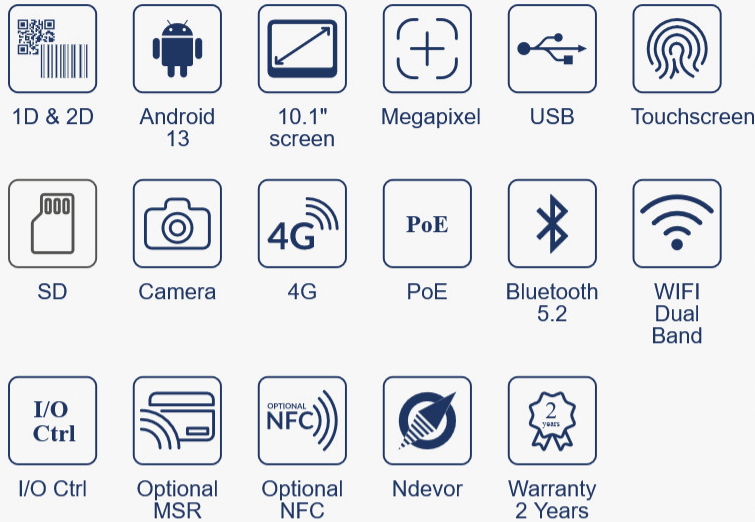 1D & 2D
Android
13
10.1"
screen
Megapixel
USB
Touchscreen
4G
PoE
SD
Camera
4G
PoE
Bluetooth
5.2
WIFI
Dual
Band
I/O
Ctrl
OPTIONAL
NFC
2
years
I/O Ctrl
Optional
MSR
Optional
NFC
Ndevor
Warranty
2 Years